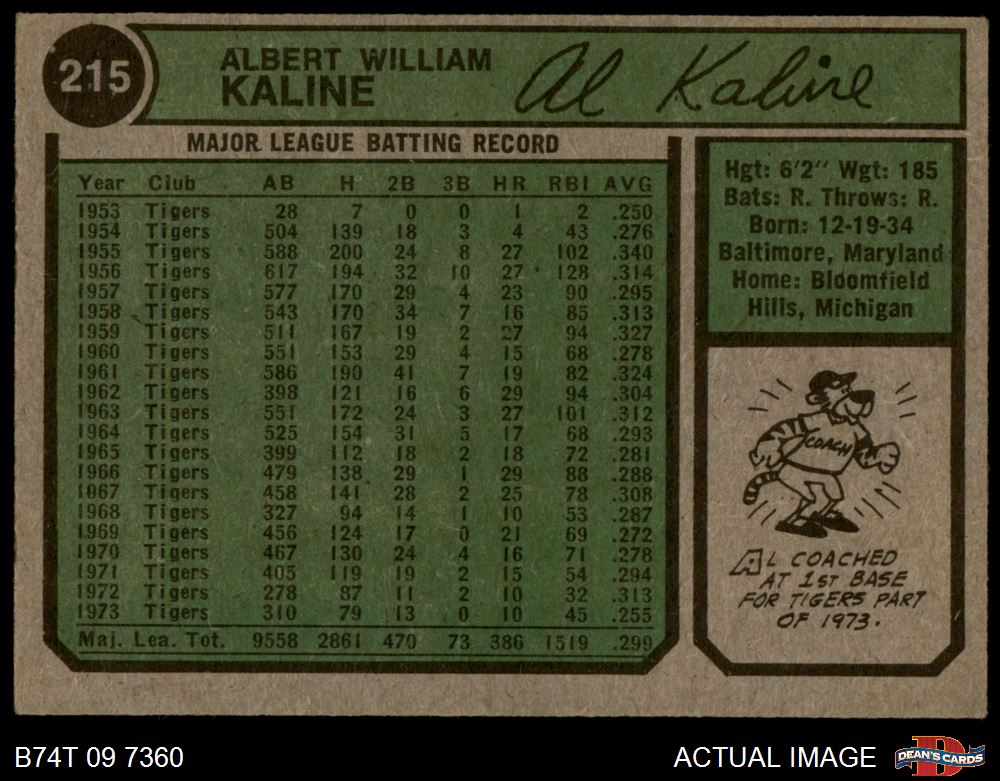 215
ALBERT WILLIAM
KALINE
Al Kaline
MAJOR LEAGUE BATTING RECORD
Year Club AB H 2B 3B HR RBI AVG
1953 Tigers 28 7 0 0 1 2 .250
1954 Tigers 504 139 18 3 4 43 .276
1955 Tigers 588 200 24 8 27 102 .340
1956 Tigers 617 194 32 10 27 128 .314
1957 Tigers 577 170 29 4 23 90 .295
1958 Tigers 543 170 34 7 16 85 .313
1959 Tigers 511 167 19 2 27 94 .327
1960 Tigers 551 153 29 4 15 68 .278
1961 Tigers 586 190 41 7 19 82 .324
1962 Tigers 398 121 16 6 29 94 .304
1963 Tigers 551 172 24 3 27 101 .312
1964 Tigers 525 154 31 5 17 68 .293
1965 Tigers 399 112 18 2 18 72 .281
1966 Tigers 479 138 29 1 29 88 .288
1967 Tigers 458 141 28 2 25 78 .308
1968 Tigers 327 94 14 1 10 53 .287
1969 Tigers 456 124 17 0 21 69 .272
1970 Tigers 467 130 24 4 16 71 .278
1971 Tigers 405 119 19 2 15 54 .294
1972 Tigers 278 87 11 2 10 32 .313
1973 Tigers 310 79 13 0 10 45 .255
Maj. Lea. Tot. 9558 2861 470 73 386 1519 .299
Hgt: 6'2" Wgt: 185
Bats: R. Throws: R.
Born: 12-19-34
Baltimore, Maryland
Home: Bloomfield
Hills, Michigan
COACH
AL COACHED
AT 1ST BASE
FOR TIGERS PART
OF 1973.
B74T 09 7360
ACTUAL IMAGE
D
DEAN'S CARDS